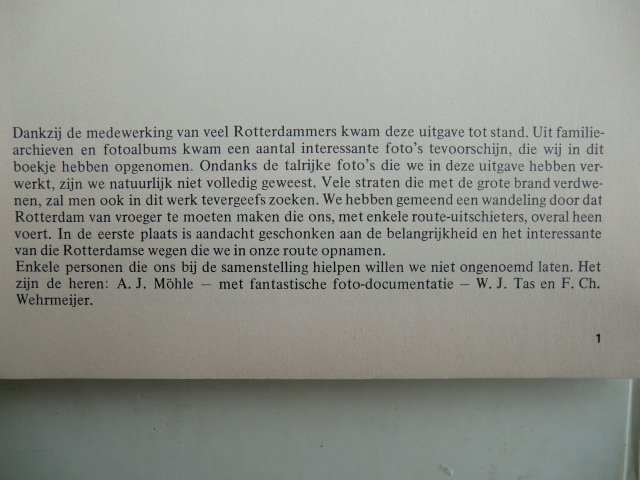 Dankzij de medewerking van veel Rotterdammers kwam deze uitgave tot stand. Uit familie-
archieven en fotoalbums kwam een aantal interessante foto's tevoorschijn, die wij in dit
boekje hebben opgenomen. Ondanks de talrijke foto's die we in deze uitgave hebben ver-
werkt, zijn we natuurlijk niet volledig geweest. Vele straten die met de grote brand verdwe-
nen, zal men ook in dit werk tevergeefs zoeken. We hebben gemeend een wandeling door dat
Rotterdam van vroeger te moeten maken die ons, met enkele route-uitschieters, overal heen
voert. In de eerste plaats is aandacht geschonken aan de belangrijkheid en het interessante
van die Rotterdamse wegen die we in onze route opnamen.
Enkele personen die ons bij de samenstelling hielpen willen we niet ongenoemd laten. Het
zijn de heren: A. J. Möhle – met fantastische foto-documentatie – W. J. Tas en F. Ch.
Wehrmeijer.
1